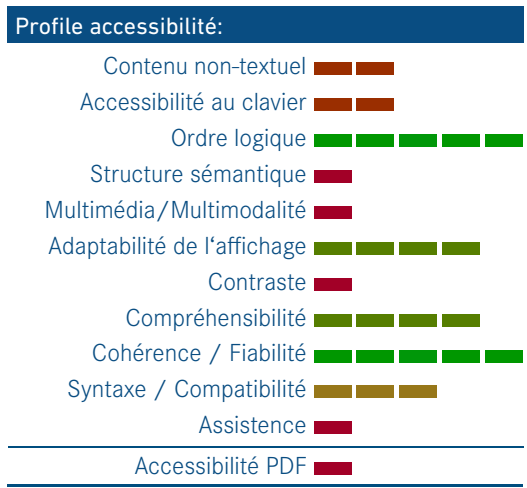 Profile accessibilité:
Contenu non-textuel
Accessibilité au clavier
Ordre logique
Structure sémantique
Multimédia/Multimodalité
Adaptabilité de l‘affichage
Contraste
Compréhensibilité
Cohérence / Fiabilité
Syntaxe / Compatibilité
Assistence
Accessibilité PDF